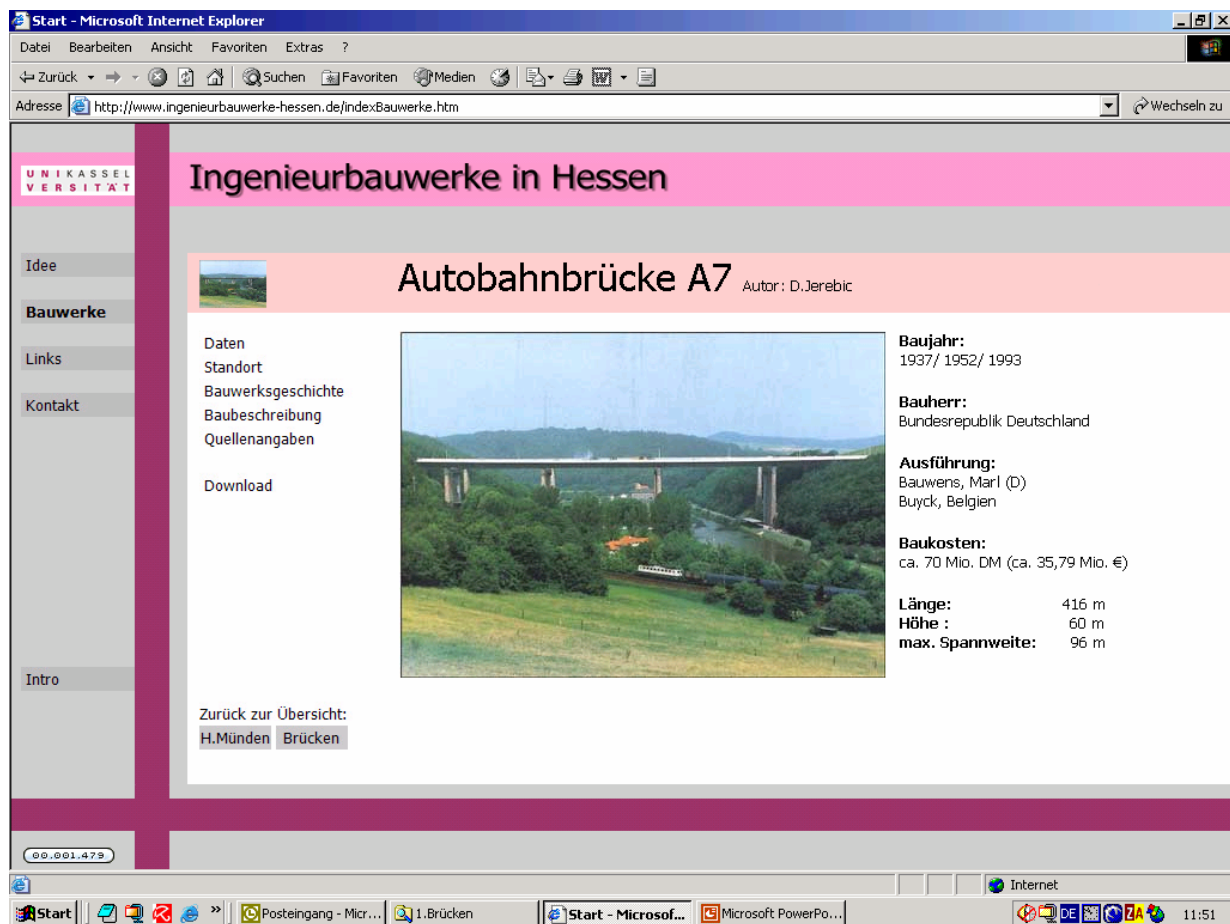 Start - Microsoft Internet Explorer
Datei Bearbeiten Ansicht Favoriten Extras ?
Zurück Suchen Favoriten Medien
Adresse http://www.ingenieurbauwerke-hessen.de/indexBauwerke.htm Wechseln zu
UNIKASSEL
VERSITÄT
Ingenieurbauwerke in Hessen
Idee
Bauwerke
Links
Kontakt
Intro
Autobahnbrücke A7 Autor: D.Jerebic
Daten
Standort
Bauwerksgeschichte
Baubeschreibung
Quellenangaben
Download
Baujahr:
1937/ 1952/ 1993
Bauherr:
Bundesrepublik Deutschland
Ausführung:
Bauwens, Marl (D)
Buyck, Belgien
Baukosten:
ca. 70 Mio. DM (ca. 35,79 Mio. €)
Länge: 416 m
Höhe : 60 m
max. Spannweite: 96 m
Zurück zur Übersicht:
H.Münden Brücken
00.001.479
Internet
Start » Posteingang - Micr... 1.Brücken Start - Microsof... Microsoft PowerPo... DE ZA 11:51